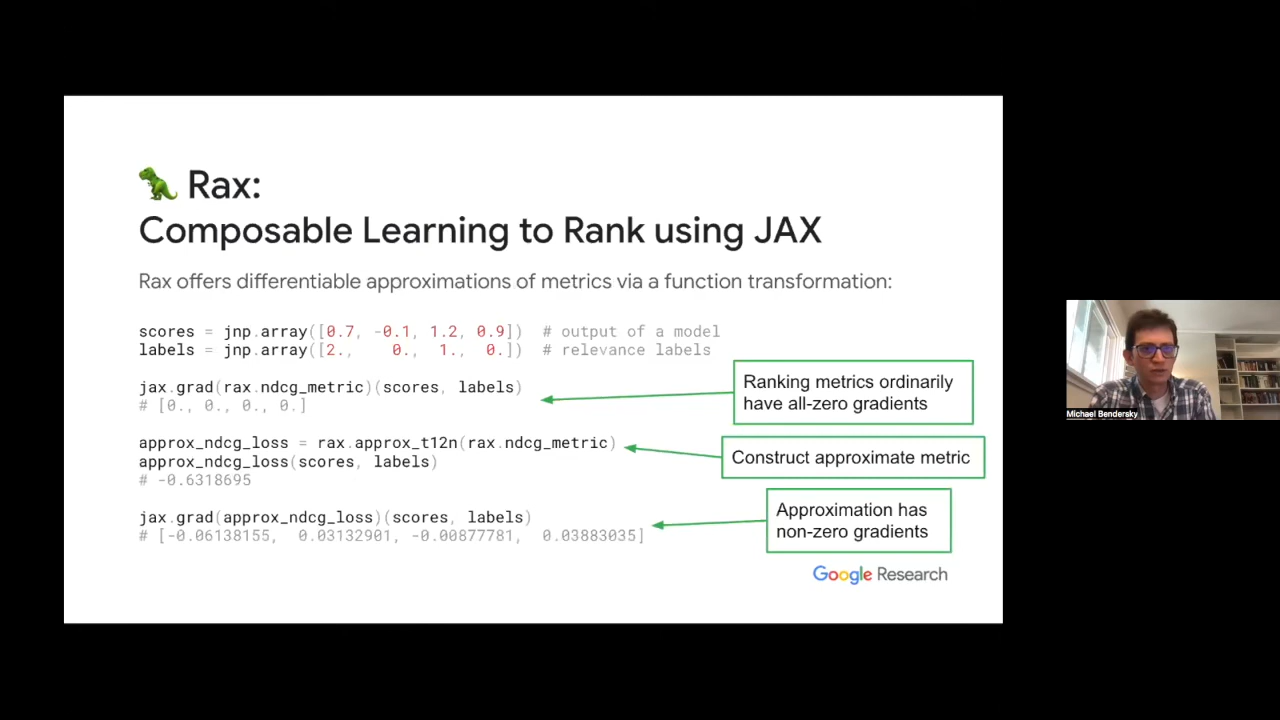 Rax:
Composable Learning to Rank using JAX
Rax offers differentiable approximations of metrics via a function transformation:
scores = jnp.array([0.7, -0.1, 1.2, 0.9])  # output of a model
labels = jnp.array([2.,   0.,  1.,  0.])  # relevance labels
jax.grad(rax.ndcg_metric)(scores, labels)
# [0., 0., 0., 0.]
Ranking metrics ordinarily
have all-zero gradients
approx_ndcg_loss = rax.approx_t12n(rax.ndcg_metric)
approx_ndcg_loss(scores, labels)
# -0.6318695
Construct approximate metric
jax.grad(approx_ndcg_loss)(scores, labels)
# [-0.06138155,  0.03132901, -0.00877781,  0.03883035]
Approximation has
non-zero gradients
Google Research
Michael Bendersky